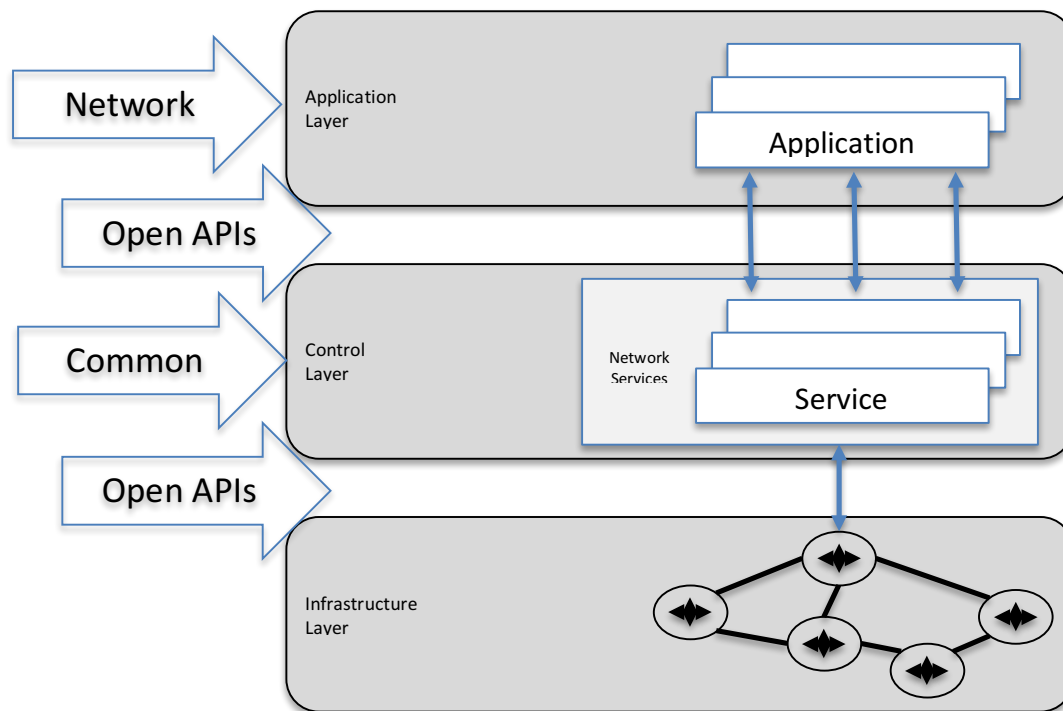 Network
Application
Layer
Application
Open APIs
Common
Control
Layer
Network
Services
Service
Open APIs
Infrastructure
Layer